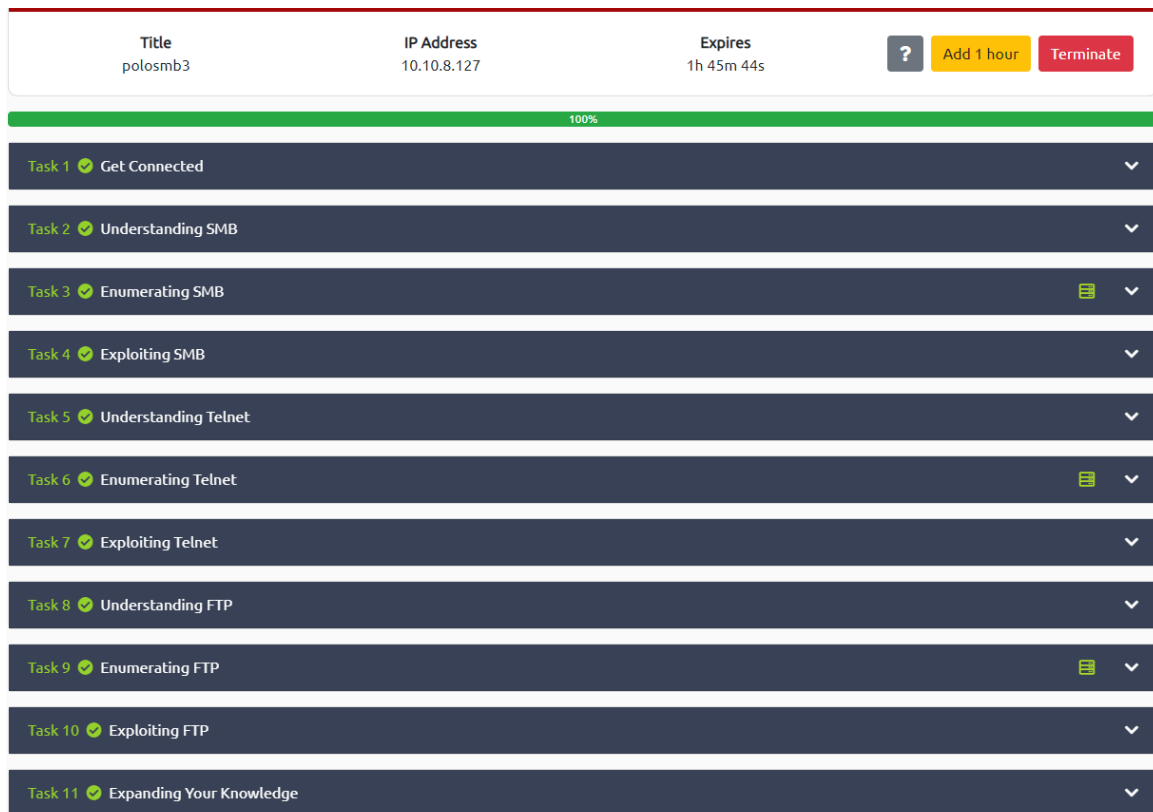 Title IP Address Expires
polosmb3 10.10.8.127 1h 45m 44s ? Add 1 hour Terminate
100%
Task 1 Get Connected
Task 2 Understanding SMB
Task 3 Enumerating SMB
Task 4 Exploiting SMB
Task 5 Understanding Telnet
Task 6 Enumerating Telnet
Task 7 Exploiting Telnet
Task 8 Understanding FTP
Task 9 Enumerating FTP
Task 10 Exploiting FTP
Task 11 Expanding Your Knowledge